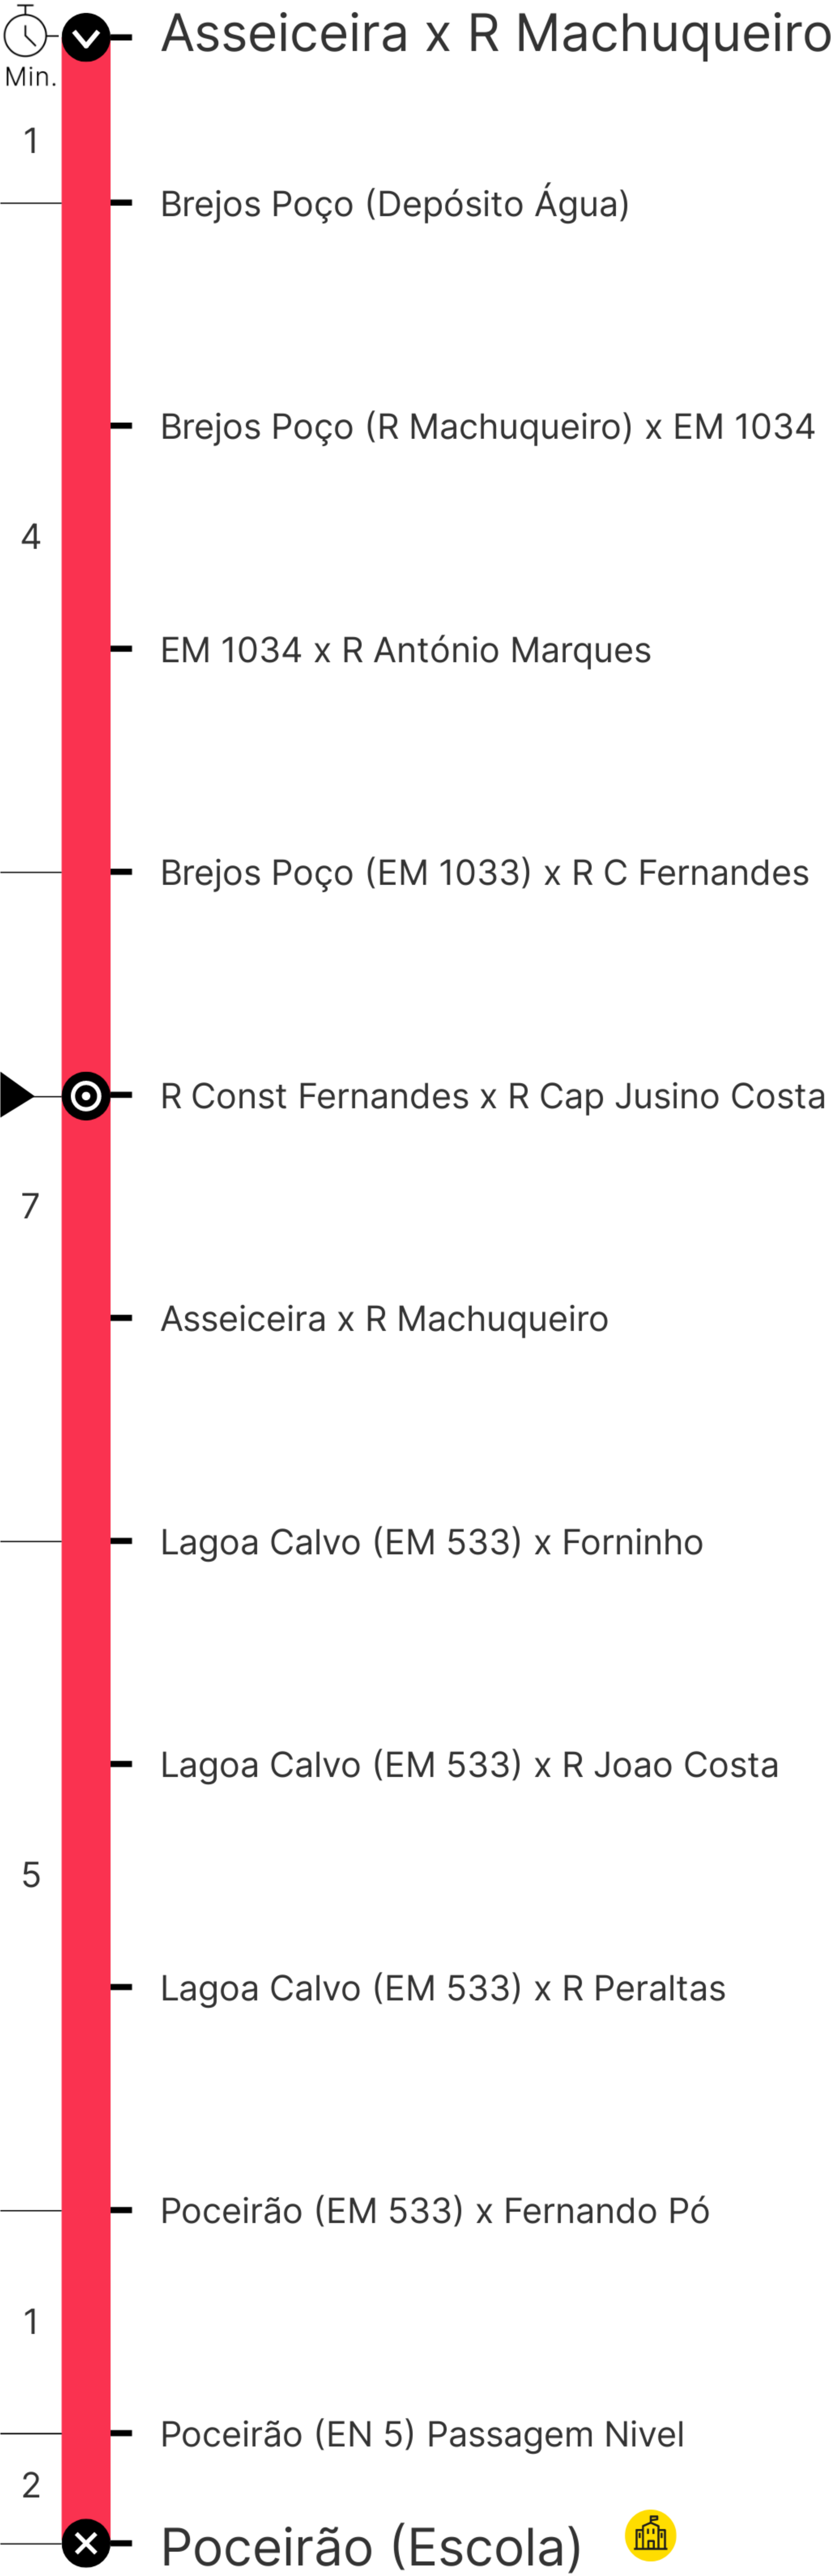 Asseiceira x R Machuqueiro
Min.
1
Brejos Poço (Depósito Água)
Brejos Poço (R Machuqueiro) x EM 1034
4
EM 1034 x R António Marques
Brejos Poço (EM 1033) x R C Fernandes
R Const Fernandes x R Cap Jusino Costa
7
Asseiceira x R Machuqueiro
Lagoa Calvo (EM 533) x Forninho
Lagoa Calvo (EM 533) x R Joao Costa
5
Lagoa Calvo (EM 533) x R Peraltas
Poceirão (EM 533) x Fernando Pó
1
Poceirão (EN 5) Passagem Nivel
2
Poceirão (Escola)